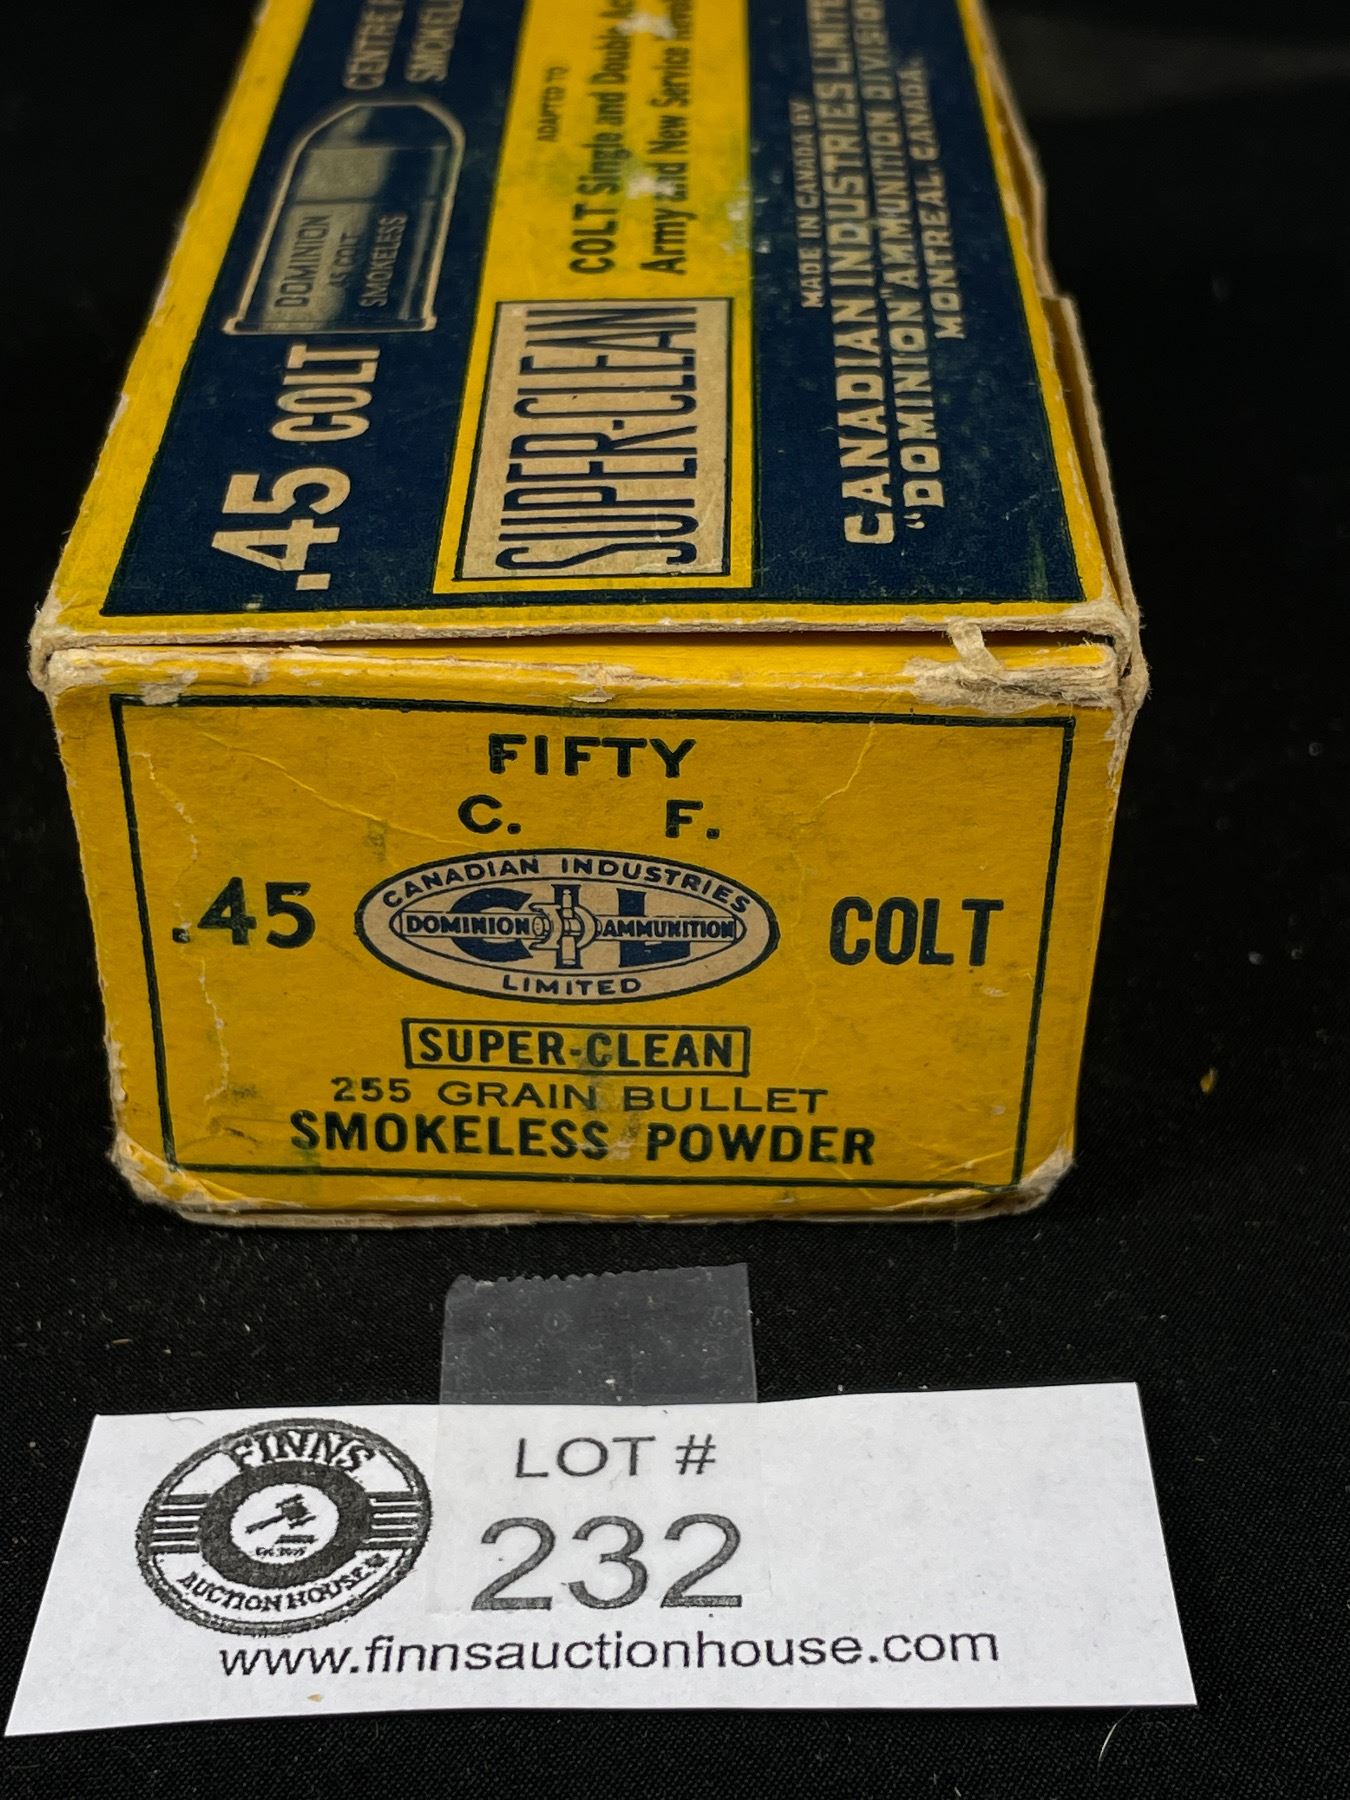 .45 COLT
DOMINION
.45 COLT
SMOKELESS
CENTRE
SUPER-CLEAN
ADAPTED TO
COLT Single and Double
Army and New Service
MADE IN CANADA BY
CANADIAN INDUSTRIES LIMITED
"DOMINION" AMMUNITION DIVISION
MONTREAL, CANADA.
FIFTY
C. F.
.45 COLT
CANADIAN INDUSTRIES
CIL
DOMINION AMMUNITION
LIMITED
SUPER-CLEAN
255 GRAIN BULLET
SMOKELESS POWDER
FINNS
AUCTION HOUSE
LOT #
232
www.finnsauctionhouse.com